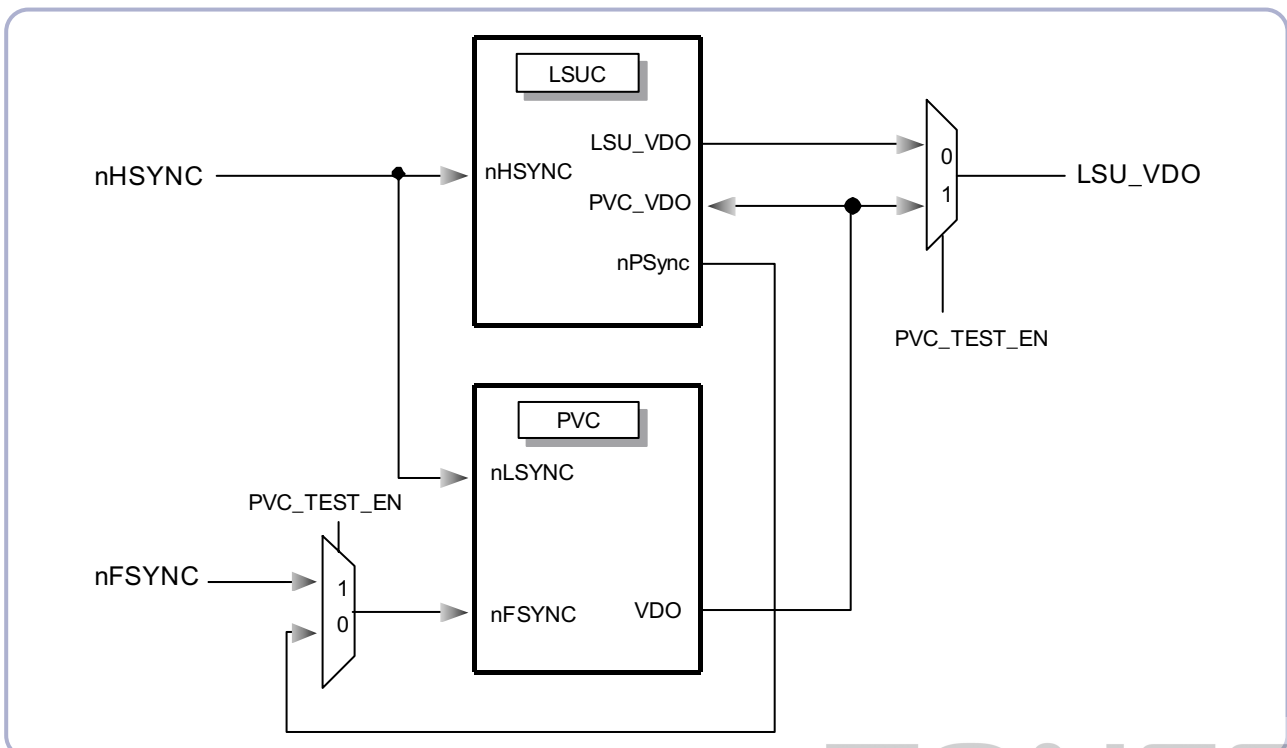 LSUC
LSU_VDO
nHSYNC
nHSYNC
PVC_VDO
nPSync
0
1
LSU_VDO
PVC_TEST_EN
PVC
nLSYNC
PVC_TEST_EN
nFSYNC
1
0
nFSYNC
VDO